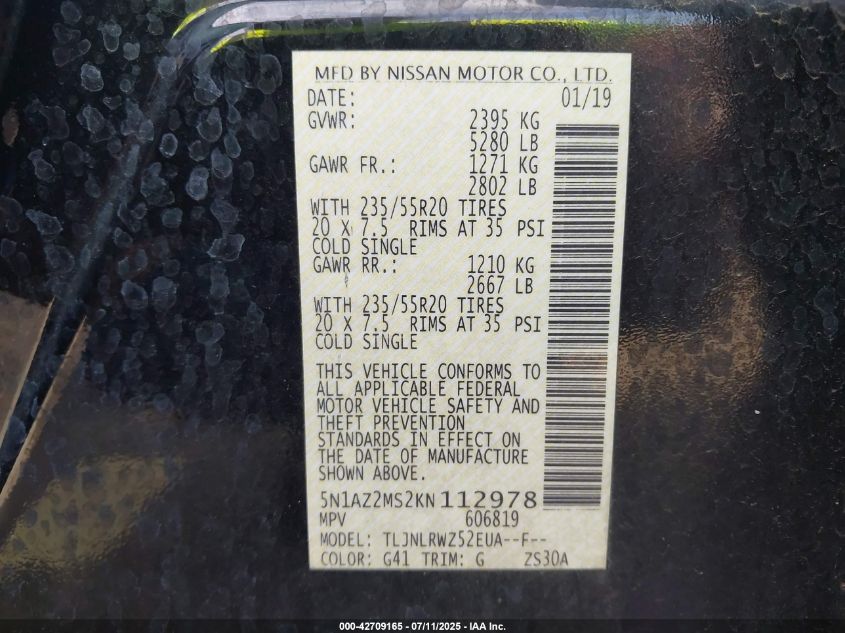 MFD BY NISSAN MOTOR CO., LTD.
DATE: 01/19
GVWR: 2395 KG
5280 LB
GAWR FR.: 1271 KG
2802 LB
WITH 235/55R20 TIRES
20 X 7.5 RIMS AT 35 PSI
COLD SINGLE
GAWR RR.: 1210 KG
2667 LB
WITH 235/55R20 TIRES
20 X 7.5 RIMS AT 35 PSI
COLD SINGLE
THIS VEHICLE CONFORMS TO
ALL APPLICABLE FEDERAL
MOTOR VEHICLE SAFETY AND
THEFT PREVENTION
STANDARDS IN EFFECT ON
THE DATE OF MANUFACTURE
SHOWN ABOVE.
5N1AZ2MS2KN112978
MPV 606819
MODEL: TLJNLRWZ52EUA--F--
COLOR: G41 TRIM: G ZS30A
000-42709165 - 07/11/2025 - IAA Inc.